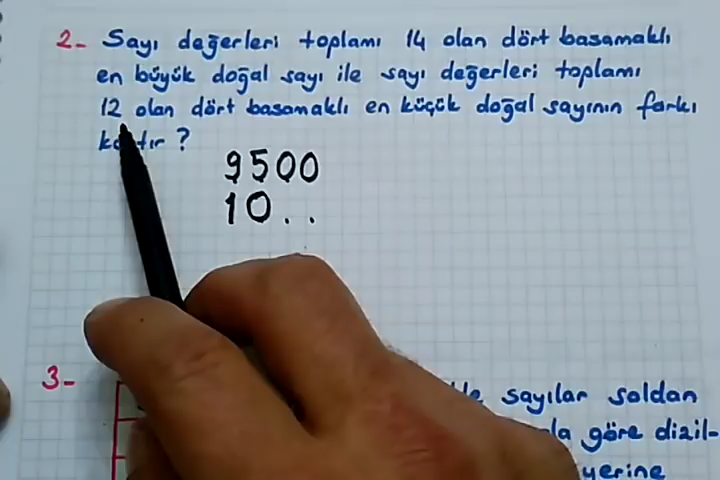 2- Sayı değerleri toplamı 14 olan dört basamaklı
en büyük doğal sayı ile sayı değerleri toplamı
12 olan dört basamaklı en küçük doğal sayının farkı
kaçtır ?
9500
10..
3-
sayılar soldan
göre dizil-
yerine